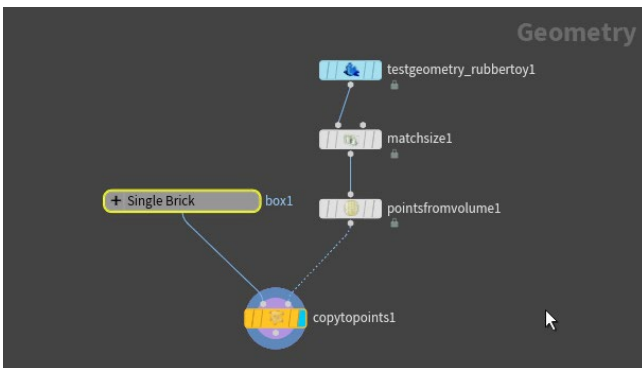 Geometry
testgeometry_rubbertoy1
matchsize1
+ Single Brick box1
pointsfromvolume1
copytopoints1